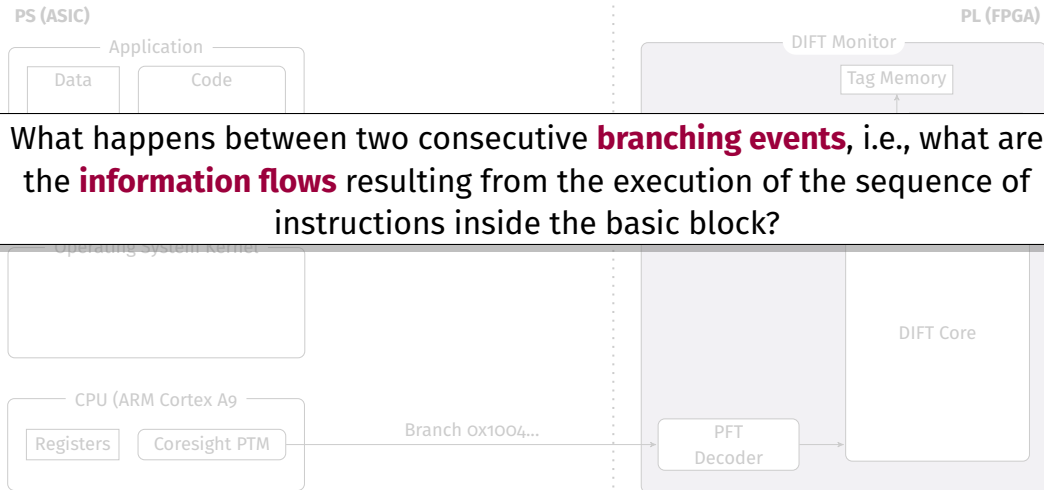 PS (ASIC)
PL (FPGA)
Application
DIFT Monitor
Data
Code
Tag Memory
What happens between two consecutive branching events, i.e., what are
the information flows resulting from the execution of the sequence of
instructions inside the basic block?
Operating System Kernel
DIFT Core
CPU (ARM Cortex A9
Registers
Coresight PTM
Branch 0x1004...
PFT
Decoder